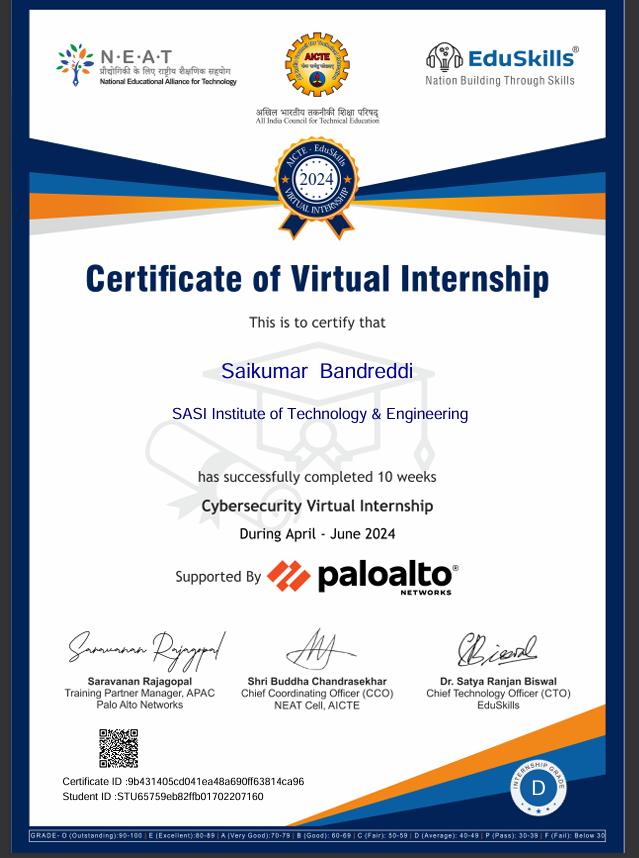 N·E·A·T
प्रौद्योगिकी के लिए राष्ट्रीय शैक्षणिक सहयोग
National Educational Alliance for Technology
AICTE
EduSkills®
Nation Building Through Skills
अखिल भारतीय तकनीकी शिक्षा परिषद्
All India Council for Technical Education
AICTE - EduSkills
2024
VIRTUAL INTERNSHIP
Certificate of Virtual Internship
This is to certify that
Saikumar Bandreddi
SASI Institute of Technology & Engineering
has successfully completed 10 weeks
Cybersecurity Virtual Internship
During April - June 2024
Supported By paloalto®
NETWORKS
Saravanan Rajagopal
Saravanan Rajagopal
Training Partner Manager, APAC
Palo Alto Networks
Shri Buddha Chandrasekhar
Chief Coordinating Officer (CCO)
NEAT Cell, AICTE
Dr. Satya Ranjan Biswal
Chief Technology Officer (CTO)
EduSkills
Certificate ID :9b431405cd041ea48a690ff63814ca96
Student ID :STU65759eb82ffb01702207160
INTERNSHIP GRADE
D
GRADE- O (Outstanding):90-100 | E (Excellent):80-89 | A (Very Good):70-79 | B (Good): 60-69 | C (Fair): 50-59 | D (Average): 40-49 | P (Pass): 30-39 | F (Fail): Below 30